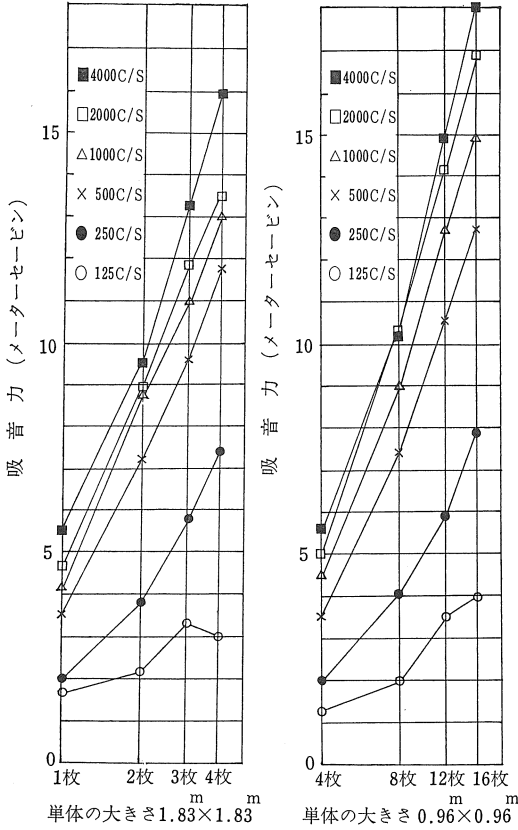 4000C/S
2000C/S
1000C/S
500C/S
250C/S
125C/S
15
10
5
0
吸音力(メーターセービン)
1枚 2枚 3枚 4枚
m m
単体の大きさ1.83×1.83
4000C/S
2000C/S
1000C/S
500C/S
250C/S
125C/S
15
10
5
0
吸音力(メーターセービン)
4枚 8枚 12枚 16枚
m m
単体の大きさ0.96×0.96